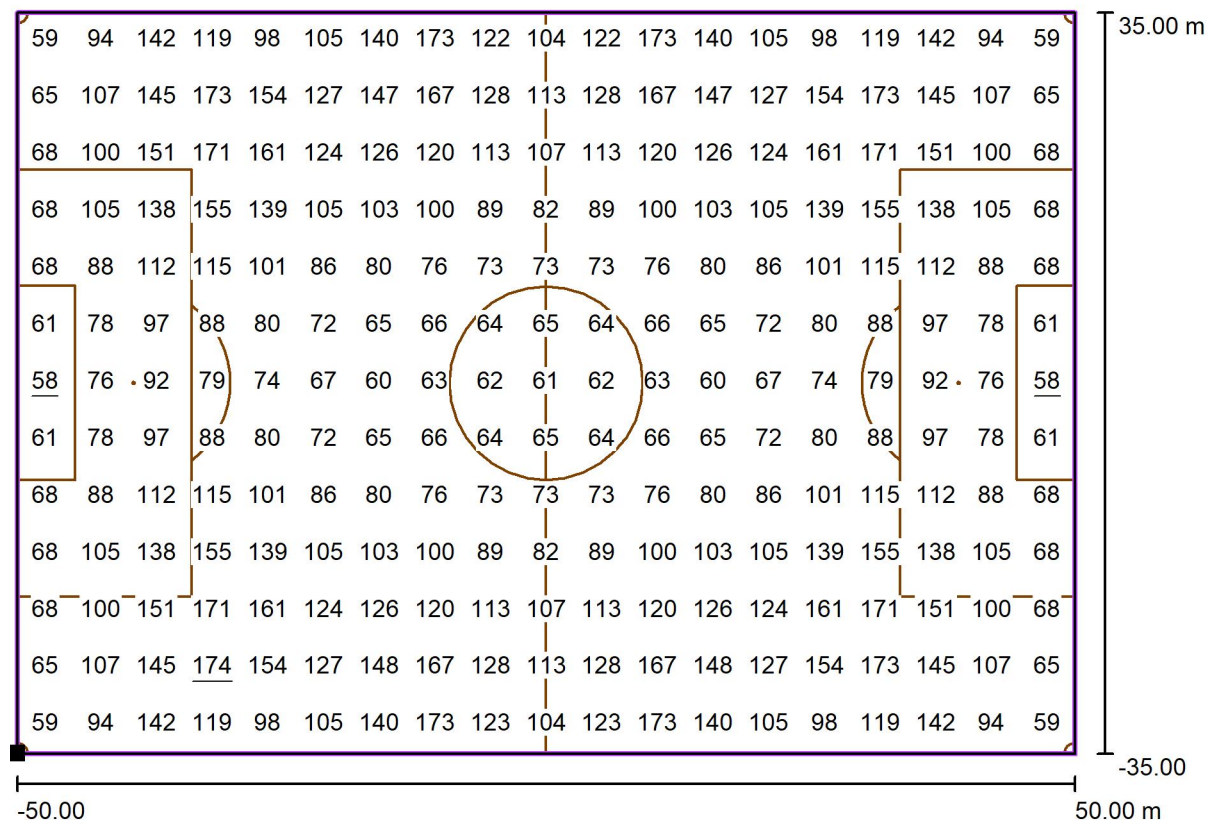 59 94 142 119 98 105 140 173 122 104 122 173 140 105 98 119 142 94 59 35.00 m
65 107 145 173 154 127 147 167 128 113 128 167 147 127 154 173 145 107 65
68 100 151 171 161 124 126 120 113 107 113 120 126 124 161 171 151 100 68
68 105 138 155 139 105 103 100 89 82 89 100 103 105 139 155 138 105 68
68 88 112 115 101 86 80 76 73 73 73 76 80 86 101 115 112 88 68
61 78 97 88 80 72 65 66 64 65 64 66 65 72 80 88 97 78 61
58 76 92 79 74 67 60 63 62 61 62 63 60 67 74 79 92 76 58
61 78 97 88 80 72 65 66 64 65 64 66 65 72 80 88 97 78 61
68 88 112 115 101 86 80 76 73 73 73 76 80 86 101 115 112 88 68
68 105 138 155 139 105 103 100 89 82 89 100 103 105 139 155 138 105 68
68 100 151 171 161 124 126 120 113 107 113 120 126 124 161 171 151 100 68
65 107 145 174 154 127 148 167 128 113 128 167 148 127 154 173 145 107 65
59 94 142 119 98 105 140 173 123 104 123 173 140 105 98 119 142 94 59
-35.00
-50.00 50.00 m